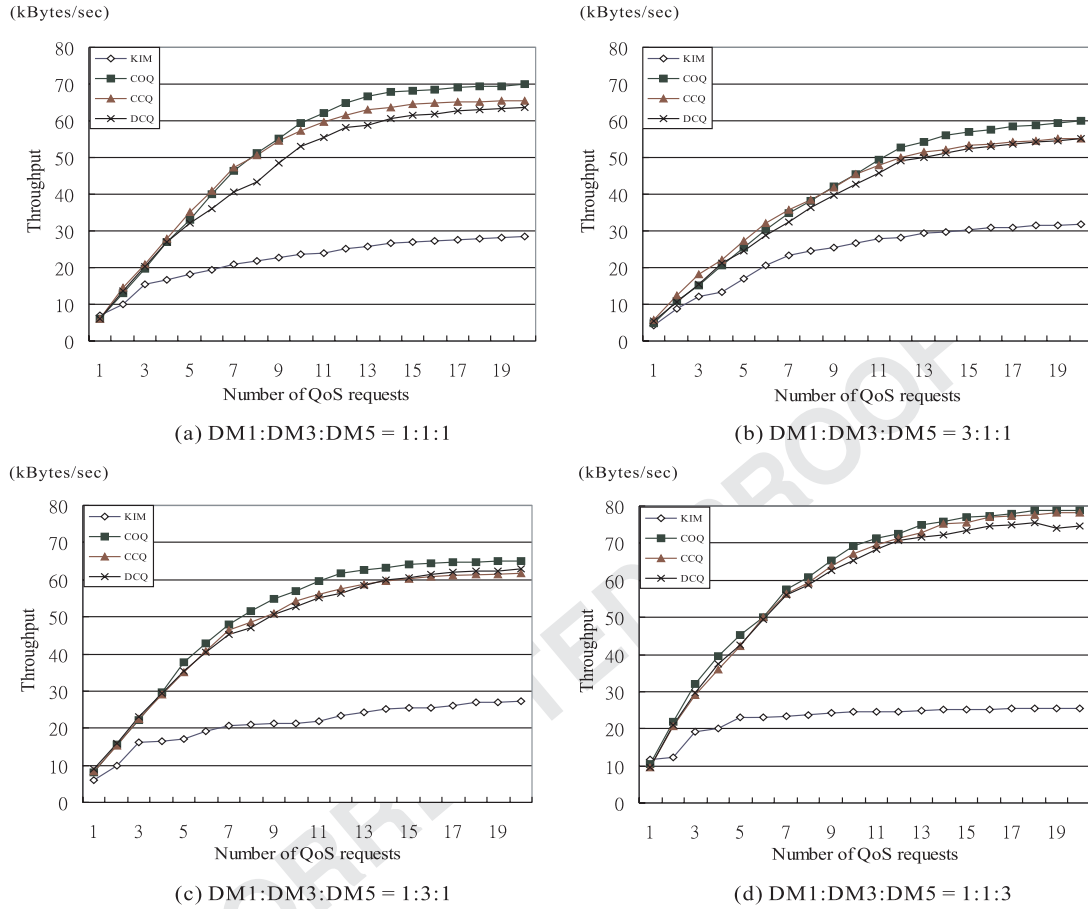 (kBytes/sec)
80
70
60
50
40
30
20
10
0
Throughput
KIM
COQ
CCQ
DCQ
1 3 5 7 9 11 13 15 17 19
Number of QoS requests
(a) DM1:DM3:DM5 = 1:1:1
(kBytes/sec)
80
70
60
50
40
30
20
10
0
Throughput
KIM
COQ
CCQ
DCQ
1 3 5 7 9 11 13 15 17 19
Number of QoS requests
(b) DM1:DM3:DM5 = 3:1:1
(kBytes/sec)
80
70
60
50
40
30
20
10
0
Throughput
KIM
COQ
CCQ
DCQ
1 3 5 7 9 11 13 15 17 19
Number of QoS requests
(c) DM1:DM3:DM5 = 1:3:1
(kBytes/sec)
80
70
60
50
40
30
20
10
0
Throughput
KIM
COQ
CCQ
DCQ
1 3 5 7 9 11 13 15 17 19
Number of QoS requests
(d) DM1:DM3:DM5 = 1:1:3
PROOF